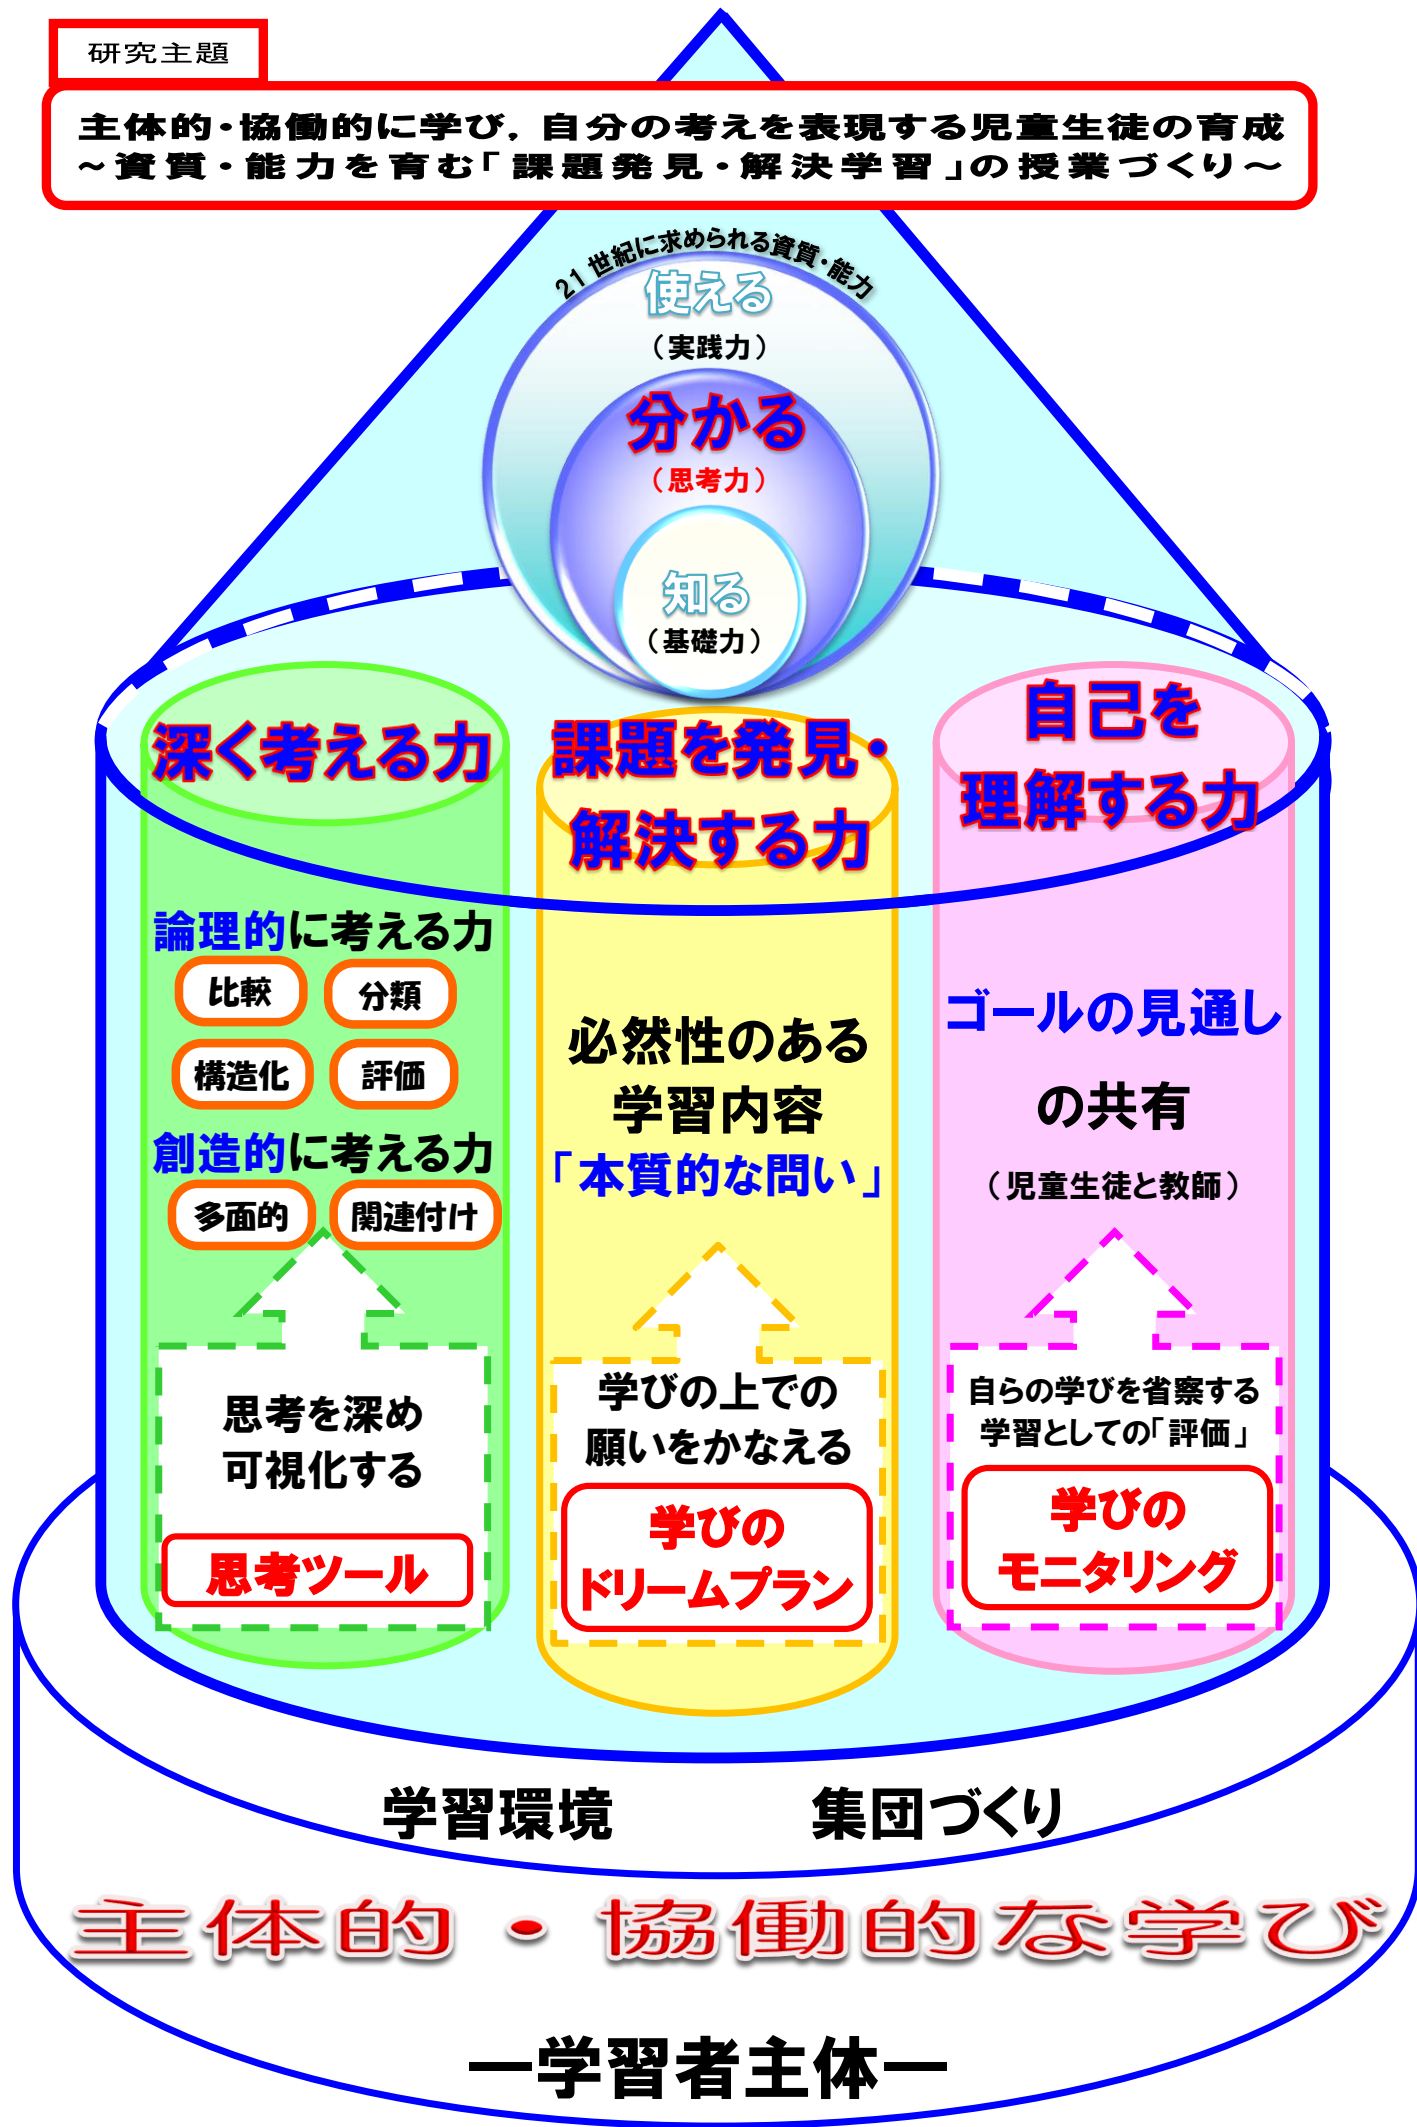 研究主題
主体的・協働的に学び，自分の考えを表現する児童生徒の育成
～資質・能力を育む「課題発見・解決学習」の授業づくり～
21世紀に求められる資質・能力
使える
（実践力）
分かる
（思考力）
知る
（基礎力）
深く考える力
論理的に考える力
比較
分類
構造化
評価
創造的に考える力
多面的
関連付け
思考を深め
可視化する
思考ツール
課題を発見・
解決する力
必然性のある
学習内容
「本質的な問い」
学びの上での
願いをかなえる
学びの
ドリームプラン
自己を
理解する力
ゴールの見通し
の共有
（児童生徒と教師）
自らの学びを省察する
学習としての「評価」
学びの
モニタリング
学習環境
集団づくり
主体的・協働的な学び
―学習者主体―